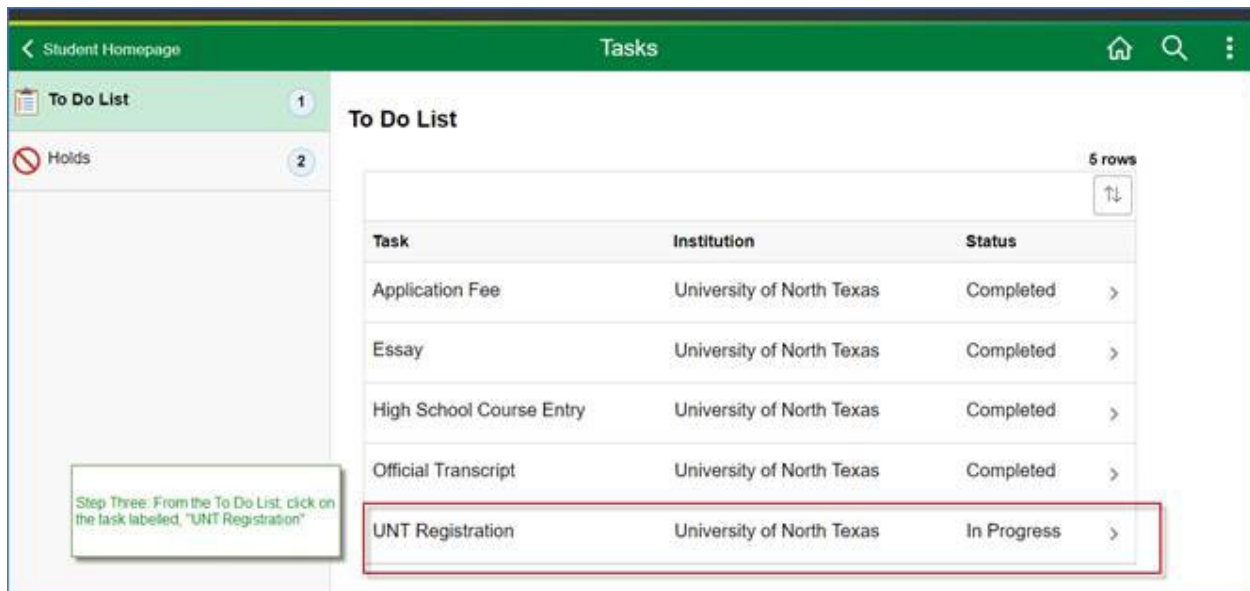 Student Homepage
Tasks
To Do List
1
Holds
2
To Do List
5 rows
Task Institution Status
Application Fee University of North Texas Completed
Essay University of North Texas Completed
High School Course Entry University of North Texas Completed
Official Transcript University of North Texas Completed
UNT Registration University of North Texas In Progress
Step Three: From the To Do List, click on
the task labelled, "UNT Registration"